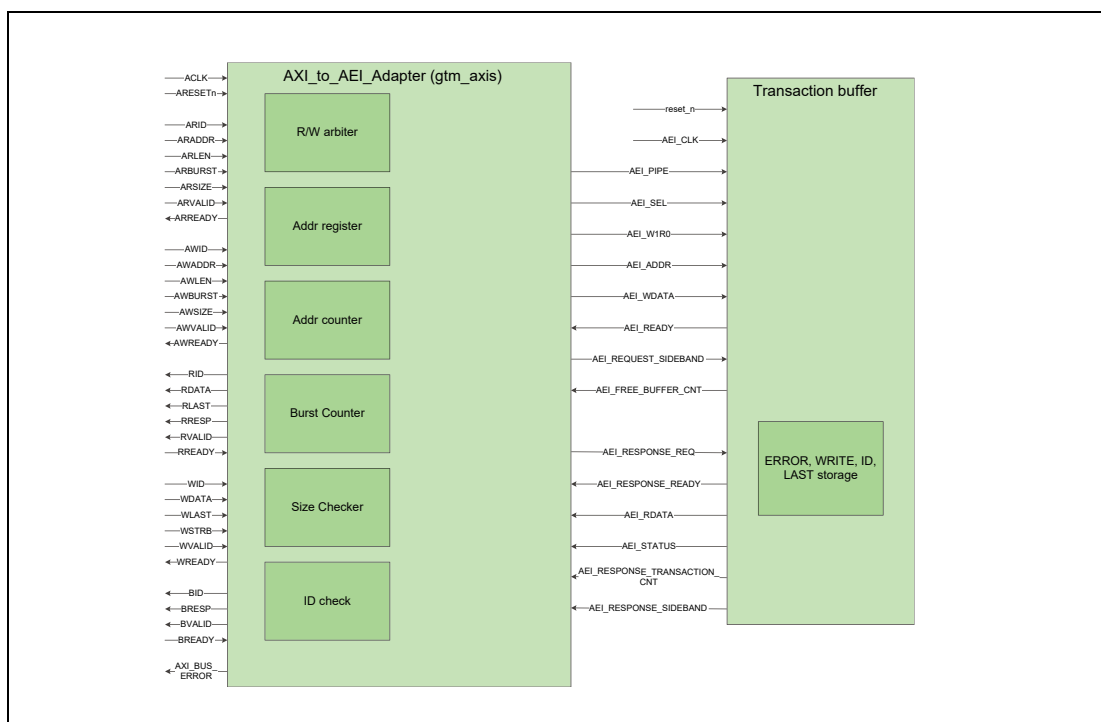 AXI_to_AEI_Adapter (gtm_axis)
ACLK
ARESETn
ARID
ARADDR
ARLEN
ARBURST
ARSIZE
ARVALID
ARREADY
AWID
AWADDR
AWLEN
AWBURST
AWSIZE
AWVALID
AWREADY
RID
RDATA
RLAST
RRESP
RVALID
RREADY
WID
WDATA
WLAST
WSTRB
WVALID
WREADY
BID
BRESP
BVALID
BREADY
AXI_BUS_
ERROR
R/W arbiter
Addr register
Addr counter
Burst Counter
Size Checker
ID check
reset_n
AEI_CLK
AEI_PIPE
AEI_SEL
AEI_W1R0
AEI_ADDR
AEI_WDATA
AEI_READY
AEI_REQUEST_SIDEBAND
AEI_FREE_BUFFER_CNT
AEI_RESPONSE_REQ
AEI_RESPONSE_READY
AEI_RDATA
AEI_STATUS
AEI_RESPONSE_TRANSACTION_
CNT
AEI_RESPONSE_SIDEBAND
Transaction buffer
ERROR, WRITE, ID,
LAST storage